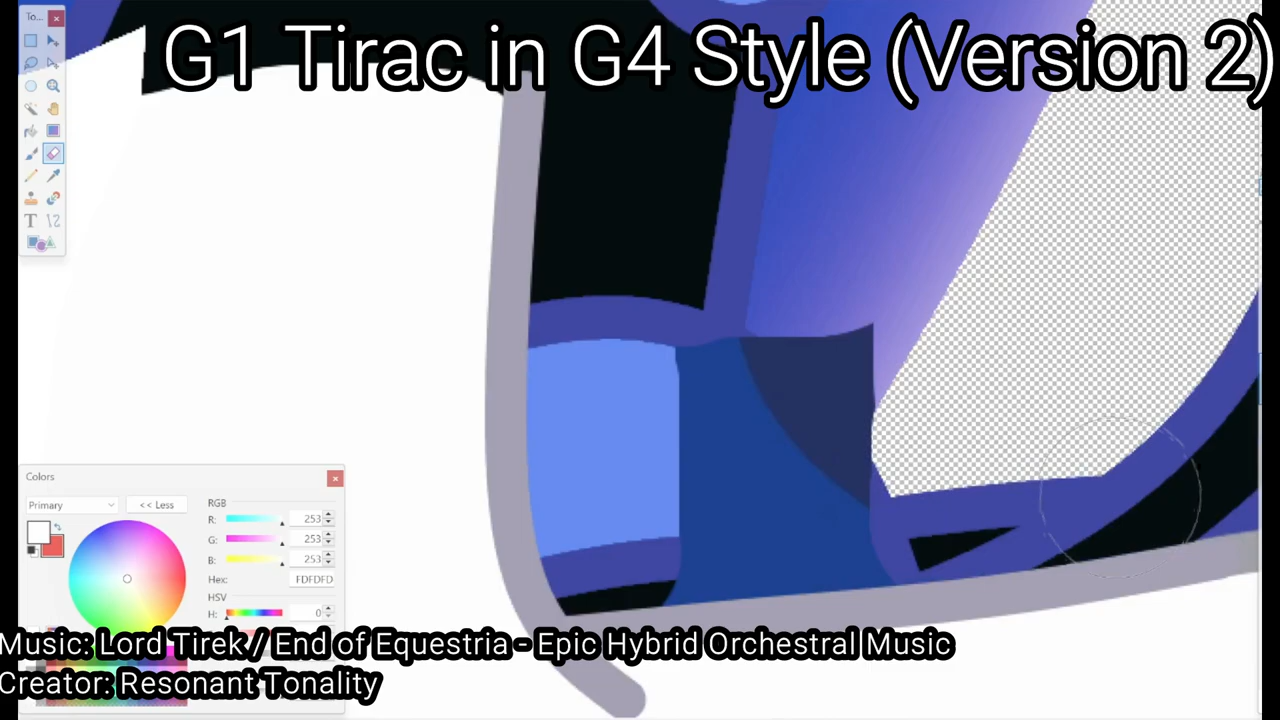 To...
G1 Tirac in G4 Style (Version 2)
T
Colors
Primary
<< Less
RGB
R: 253
G: 253
B: 253
Hex: FDFDFD
HSV
H: 0
Music: Lord Tirek / End of Equestria - Epic Hybrid Orchestral Music
Creator: Resonant Tonality